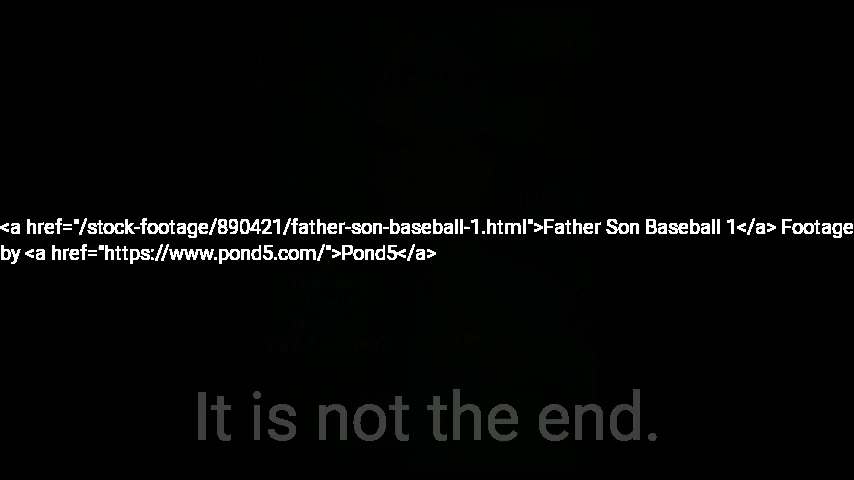 <a href="/stock-footage/890421/father-son-baseball-1.html">Father Son Baseball 1</a> Footage
by <a href="https://www.pond5.com/">Pond5</a>
It is not the end.